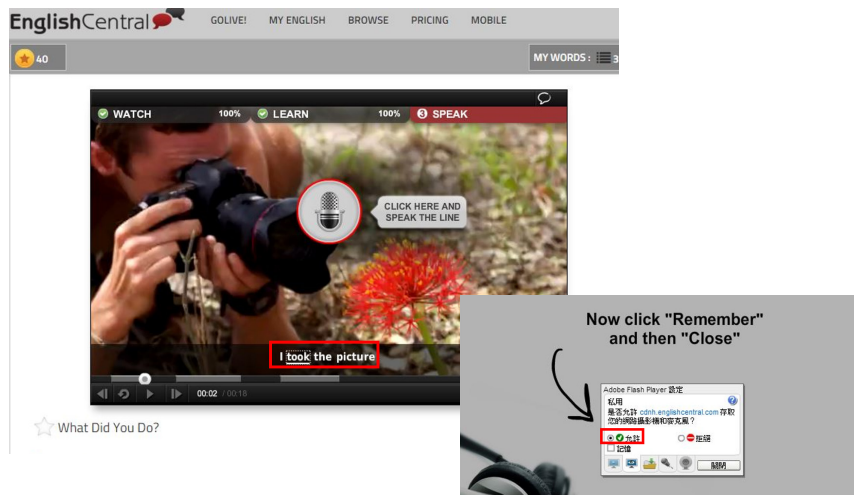 EnglishCentral
GOLIVE! MY ENGLISH BROWSE PRICING MOBILE
40
MY WORDS : 3
WATCH 100% LEARN 100% 3 SPEAK
CLICK HERE AND
SPEAK THE LINE
I took the picture
00:02 / 00:18
What Did You Do?
Now click "Remember"
and then "Close"
Adobe Flash Player 設定
私用
是否允許 cdnh.englishcentral.com 存取
您的網路攝影機和麥克風？
允許 拒絕
記憶
關閉